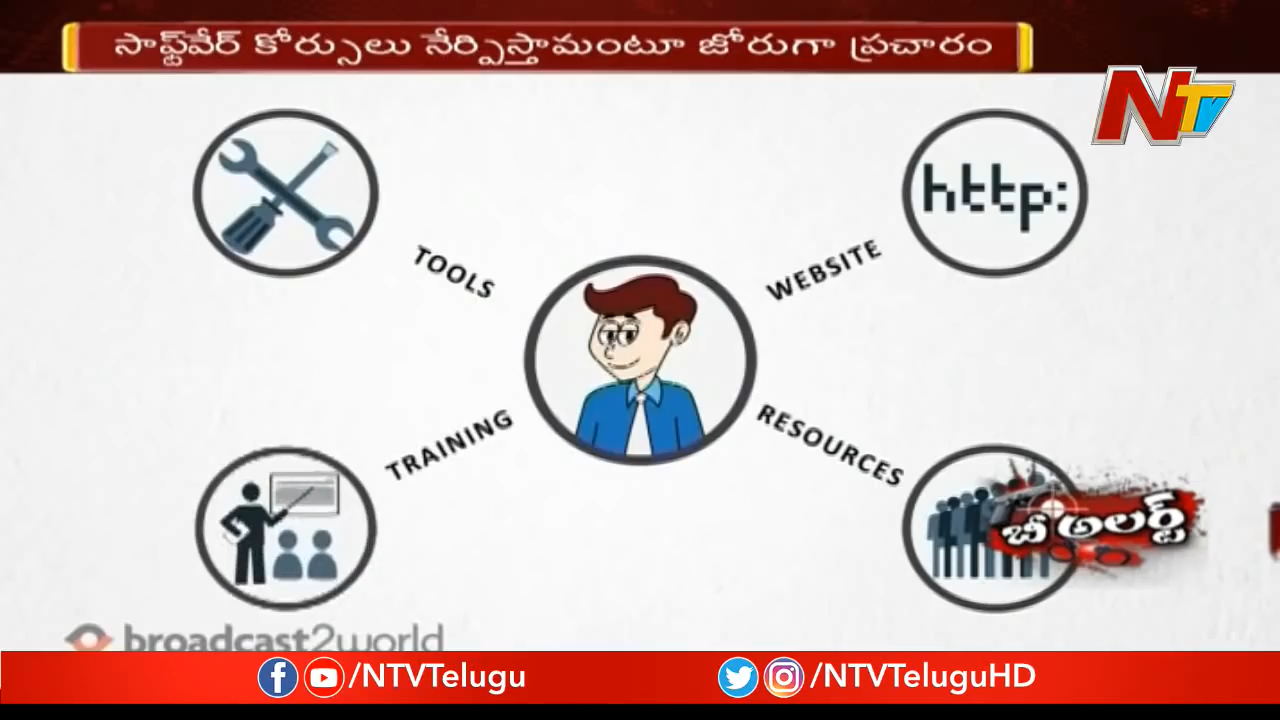 సాఫ్ట్‌వేర్ కోర్సులు నేర్పిస్తామంటూ జోరుగా ప్రచారం
NTV
http:
TOOLS
WEBSITE
TRAINING
RESOURCES
బీ అలర్ట్
broadcast2world
/NTVTelugu
/NTVTeluguHD